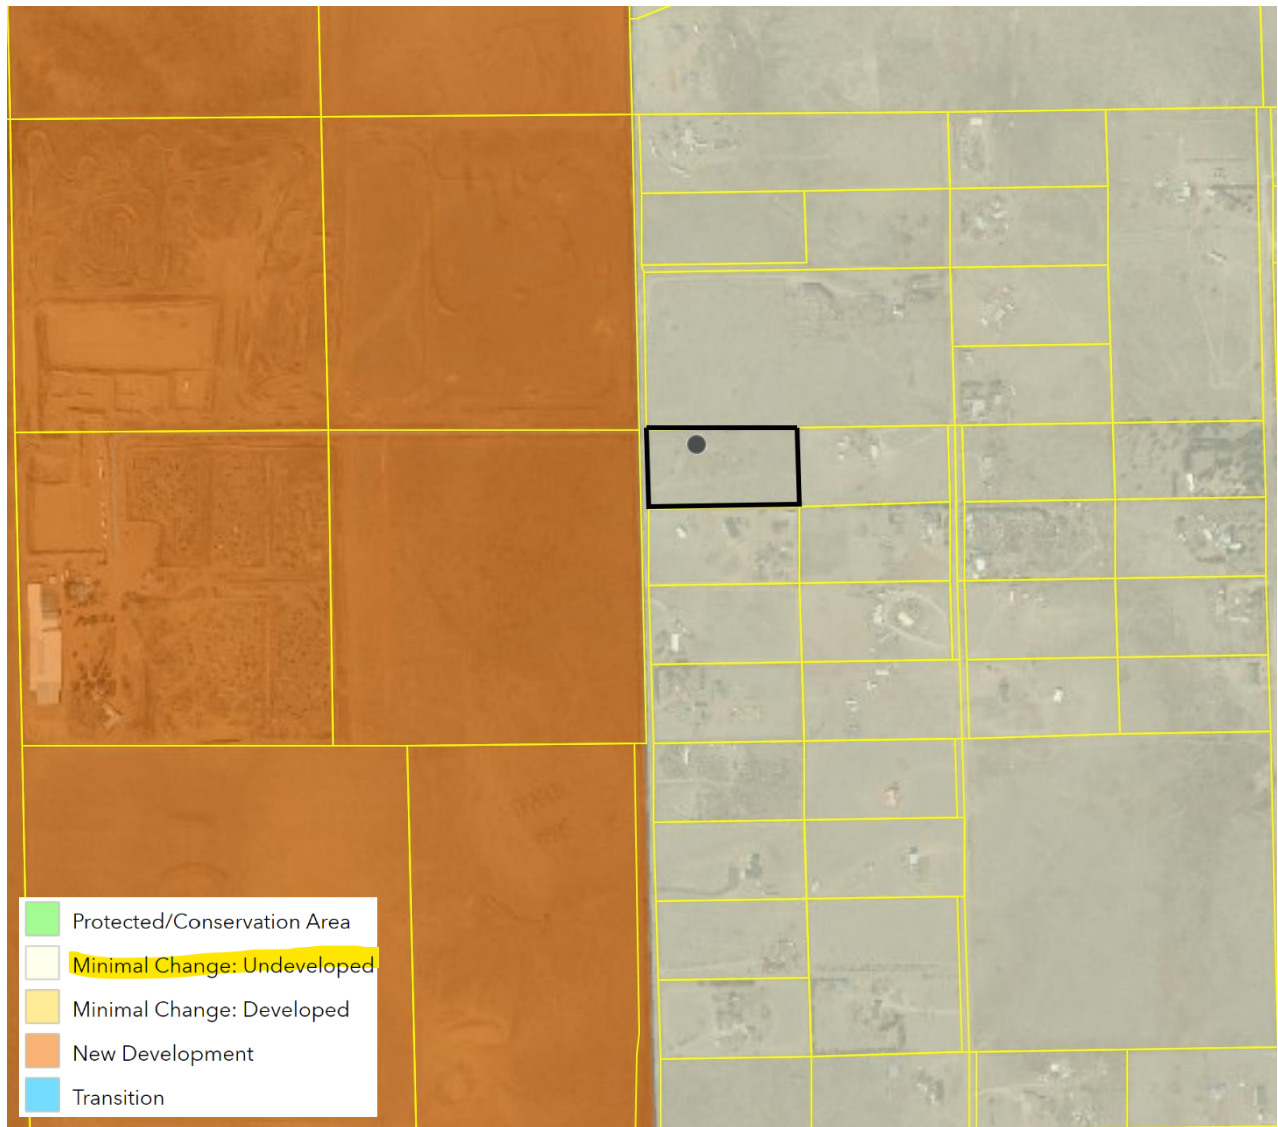 Protected/Conservation Area
Minimal Change: Undeveloped
Minimal Change: Developed
New Development
Transition